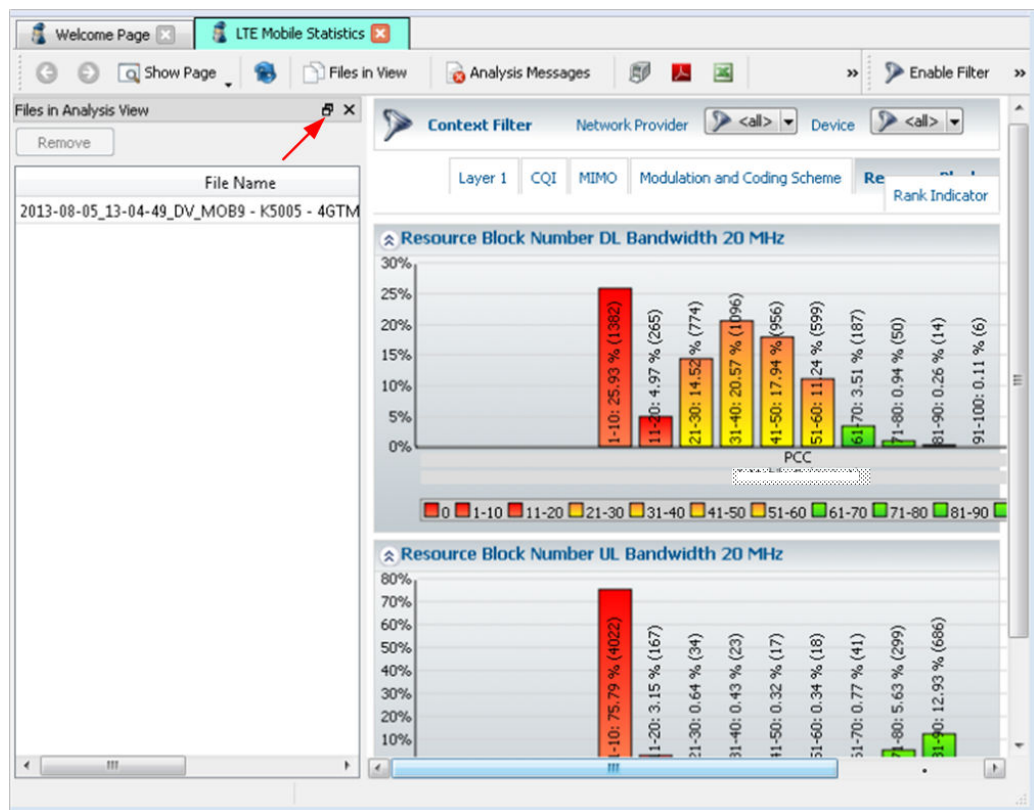 Welcome Page LTE Mobile Statistics
Show Page Files in View Analysis Messages » Enable Filter »
Files in Analysis View
Remove
File Name
2013-08-05_13-04-49_DV_MOB9 - K5005 - 4GTM
Context Filter Network Provider <all> Device <all>
Layer 1 CQI MIMO Modulation and Coding Scheme
Rank Indicator
Resource Block Number DL Bandwidth 20 MHz
30%
25%
20%
15%
10%
5%
0%
1-10: 25.93 % (1382)
11-20: 4.97 % (265)
21-30: 14.52 % (774)
31-40: 20.57 % (1096)
41-50: 17.94 % (956)
51-60: 11.24 % (599)
61-70: 3.51 % (187)
71-80: 0.94 % (50)
81-90: 0.26 % (14)
91-100: 0.11 % (6)
PCC
0 1-10 11-20 21-30 31-40 41-50 51-60 61-70 71-80 81-90
Resource Block Number UL Bandwidth 20 MHz
80%
70%
60%
50%
40%
30%
20%
10%
1-10: 75.79 % (4022)
11-20: 3.15 % (167)
21-30: 0.64 % (34)
31-40: 0.43 % (23)
41-50: 0.32 % (17)
51-60: 0.34 % (18)
61-70: 0.77 % (41)
71-80: 5.63 % (299)
81-90: 12.93 % (686)